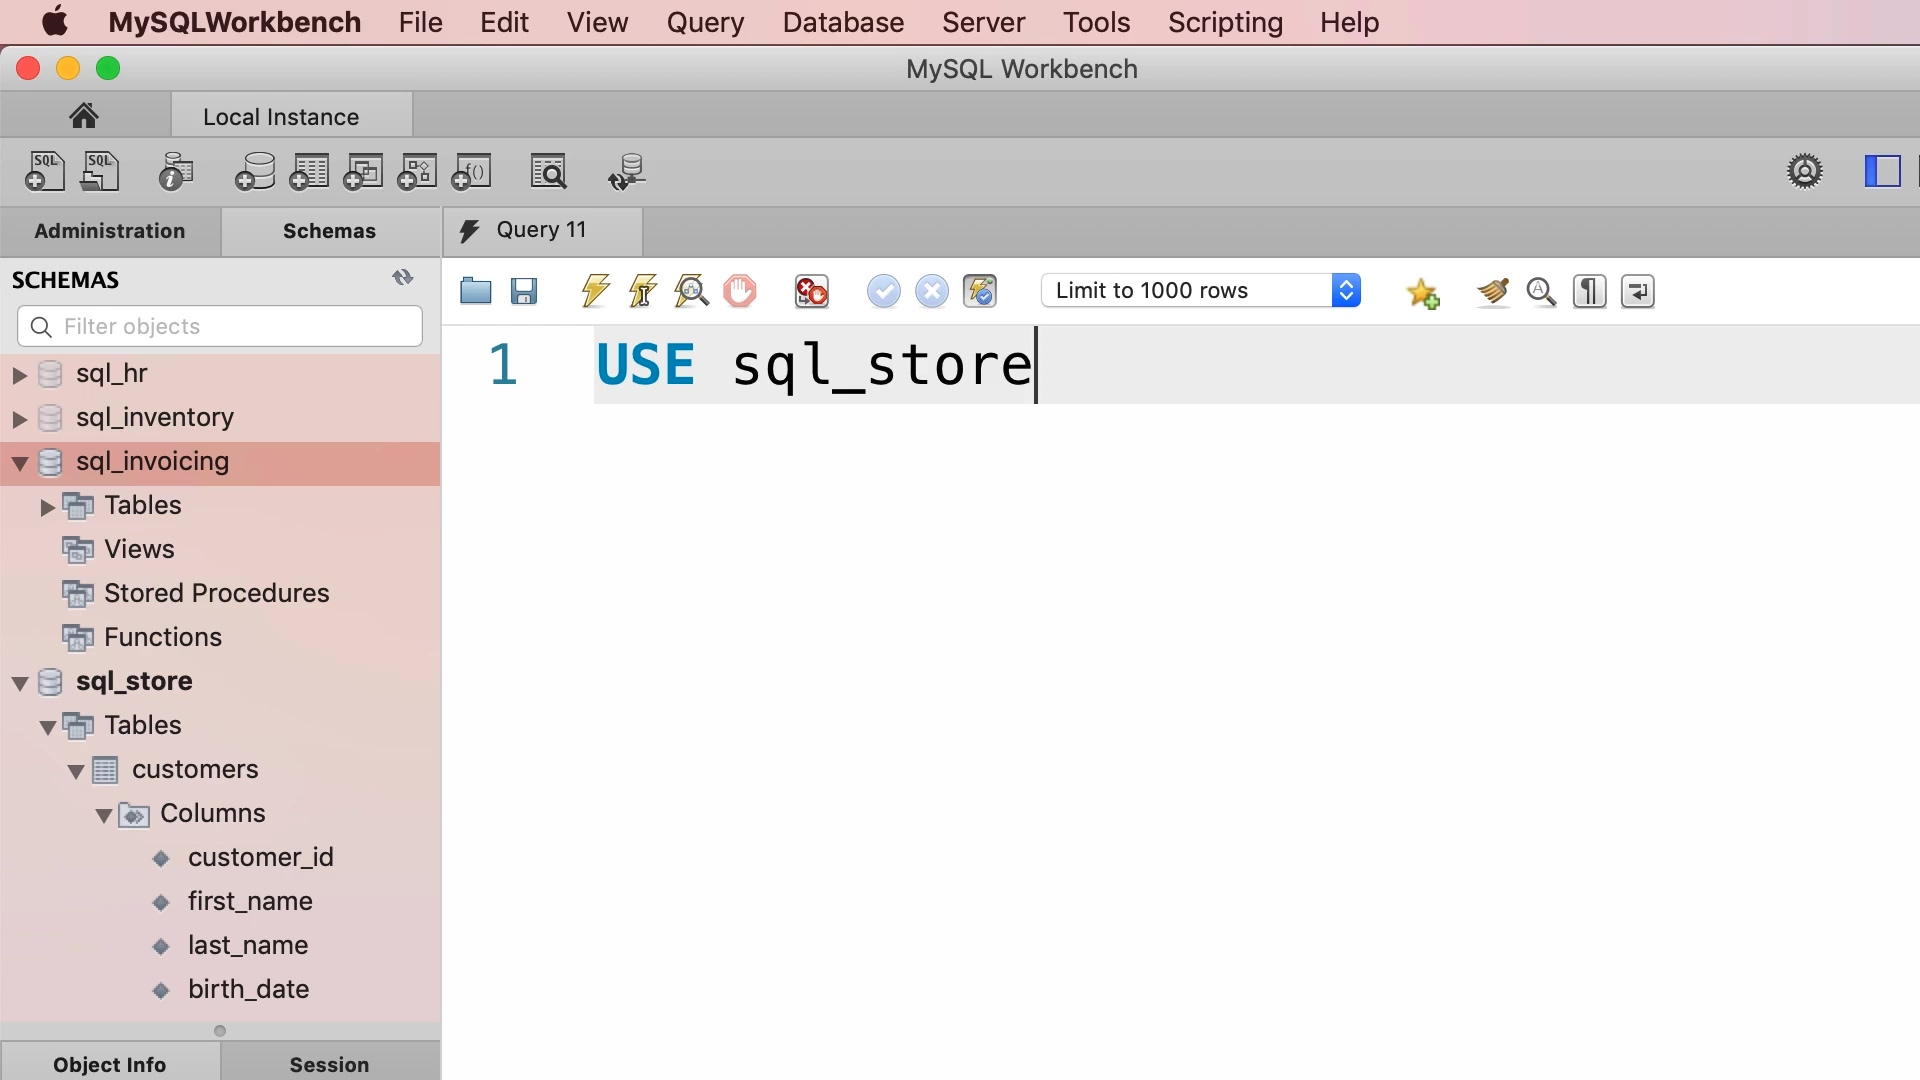 MySQLWorkbench File Edit View Query Database Server Tools Scripting Help
MySQL Workbench
Local Instance
SQL SQL i f()
Administration Schemas Query 11
SCHEMAS
Limit to 1000 rows
Filter objects
1 USE sql_store
sql_hr
sql_inventory
sql_invoicing
Tables
Views
Stored Procedures
Functions
sql_store
Tables
customers
Columns
customer_id
first_name
last_name
birth_date
Object Info Session